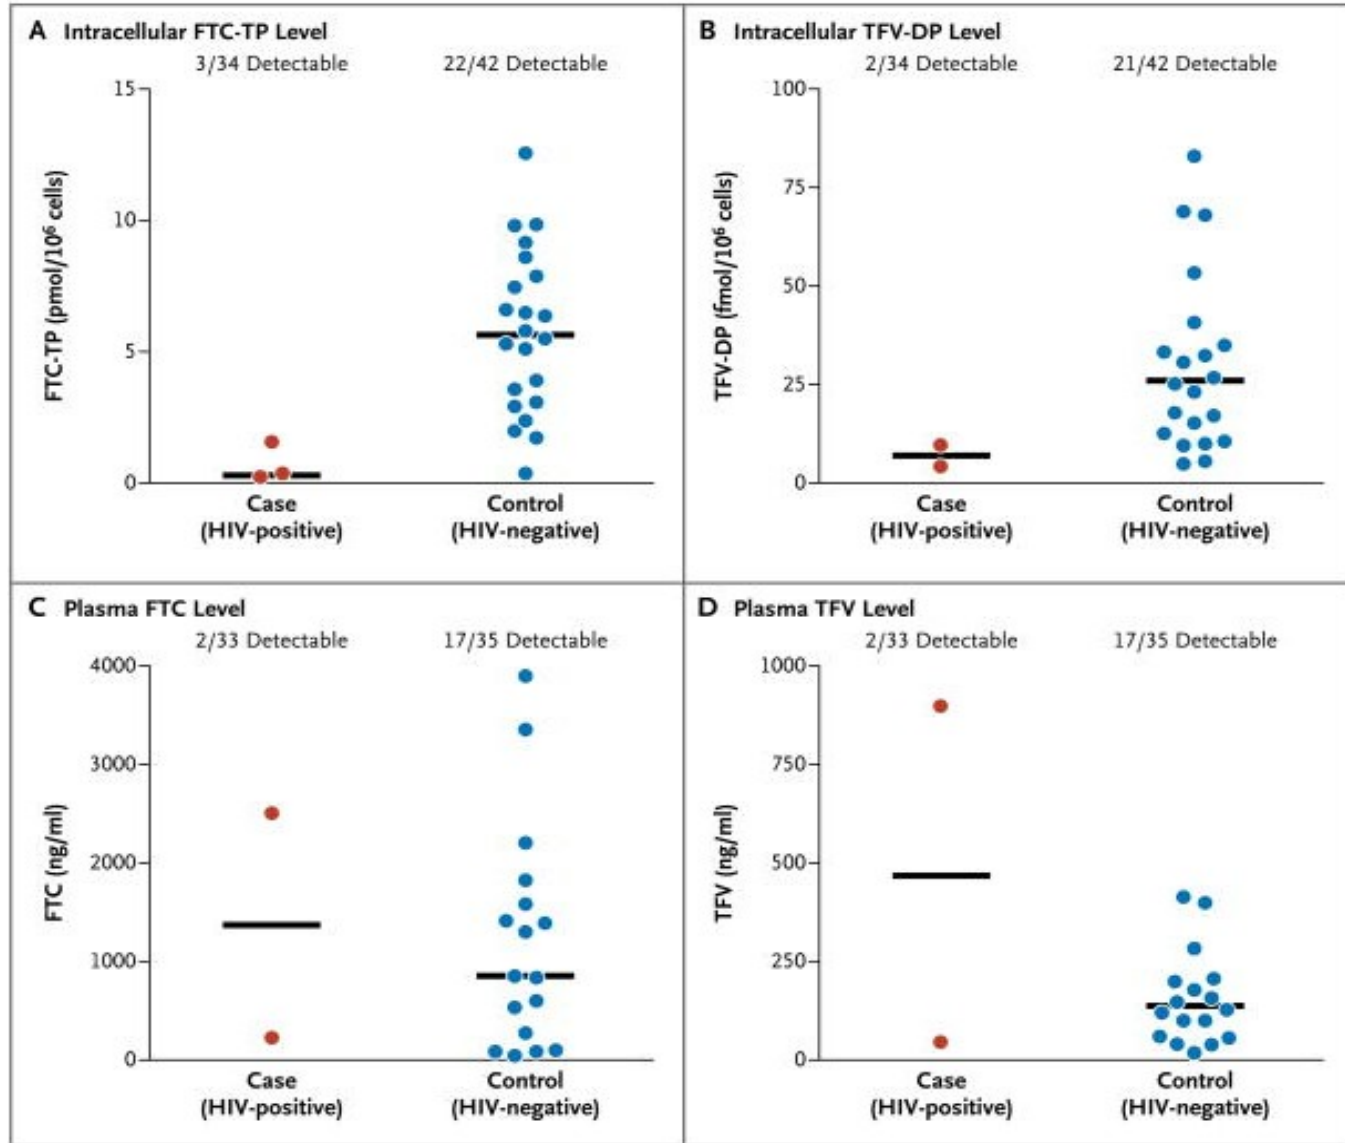 A Intracellular FTC-TP Level
3/34 Detectable 22/42 Detectable
15
10
5
0
FTC-TP (pmol/10⁶ cells)
Case
(HIV-positive)
Control
(HIV-negative)
B Intracellular TFV-DP Level
2/34 Detectable 21/42 Detectable
100
75
50
25
0
TFV-DP (fmol/10⁶ cells)
Case
(HIV-positive)
Control
(HIV-negative)
C Plasma FTC Level
2/33 Detectable 17/35 Detectable
4000
3000
2000
1000
0
FTC (ng/ml)
Case
(HIV-positive)
Control
(HIV-negative)
D Plasma TFV Level
2/33 Detectable 17/35 Detectable
1000
750
500
250
0
TFV (ng/ml)
Case
(HIV-positive)
Control
(HIV-negative)